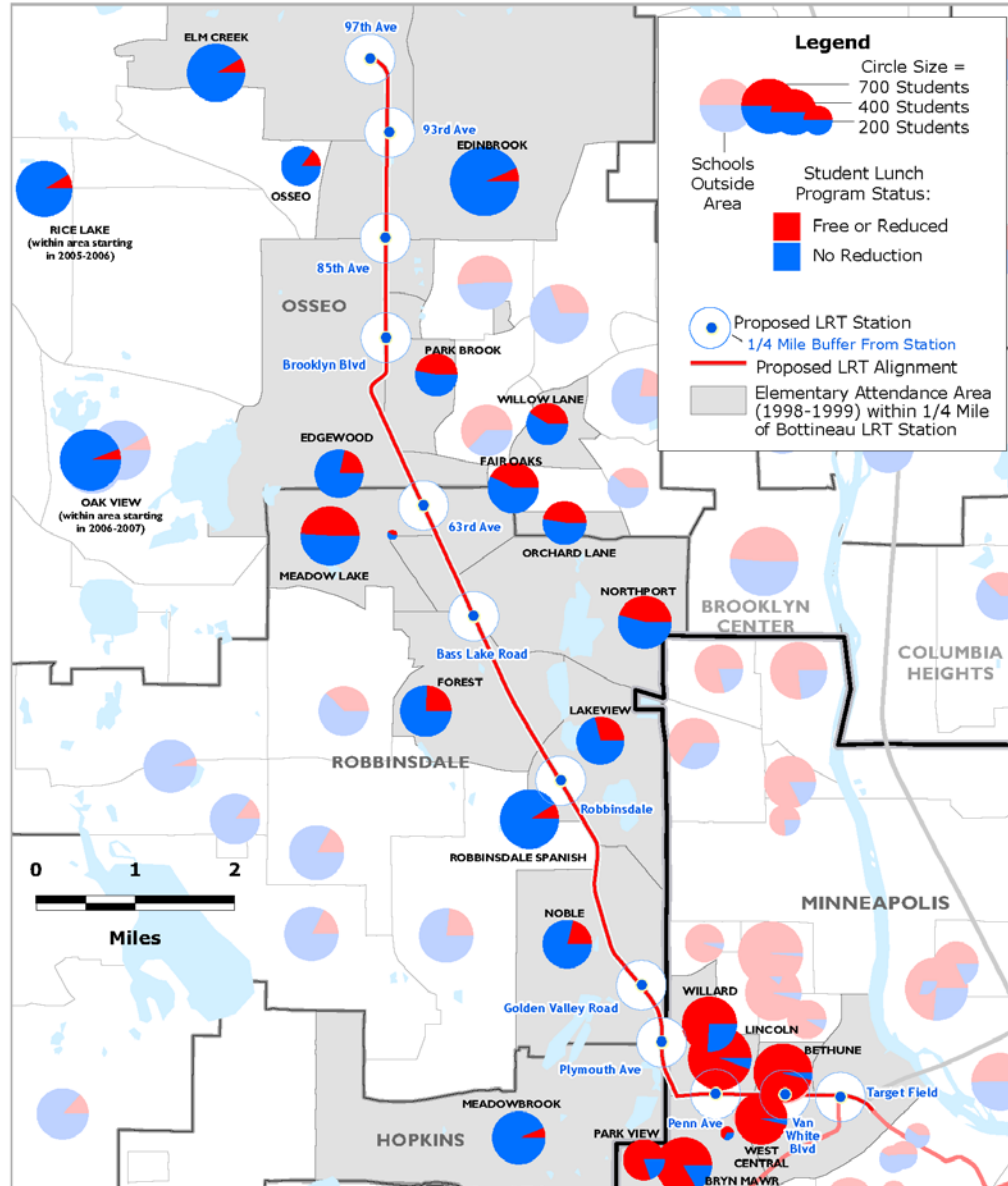 97th Ave
ELM CREEK
93rd Ave
EDINBROOK
OSSEO
RICE LAKE
(within area starting
in 2005-2006)
85th Ave
OSSEO
Brooklyn Blvd
PARK BROOK
WILLOW LANE
EDGEWOOD
FAIR OAKS
OAK VIEW
(within area starting
in 2006-2007)
63rd Ave
ORCHARD LANE
MEADOW LAKE
NORTHPORT
BROOKLYN
CENTER
COLUMBIA
HEIGHTS
Bass Lake Road
FOREST
LAKEVIEW
ROBBINSDALE
Robbinsdale
ROBBINSDALE SPANISH
0 1 2
Miles
MINNEAPOLIS
NOBLE
Golden Valley Road
WILLARD
LINCOLN
BETHUNE
Plymouth Ave
Target Field
MEADOWBROOK
HOPKINS
Penn Ave
Van
White
Blvd
PARK VIEW
WEST
CENTRAL
BRYN MAWR
Legend
Circle Size =
700 Students
400 Students
200 Students
Schools
Outside
Area
Student Lunch
Program Status:
Free or Reduced
No Reduction
Proposed LRT Station
1/4 Mile Buffer From Station
Proposed LRT Alignment
Elementary Attendance Area
(1998-1999) within 1/4 Mile
of Bottineau LRT Station